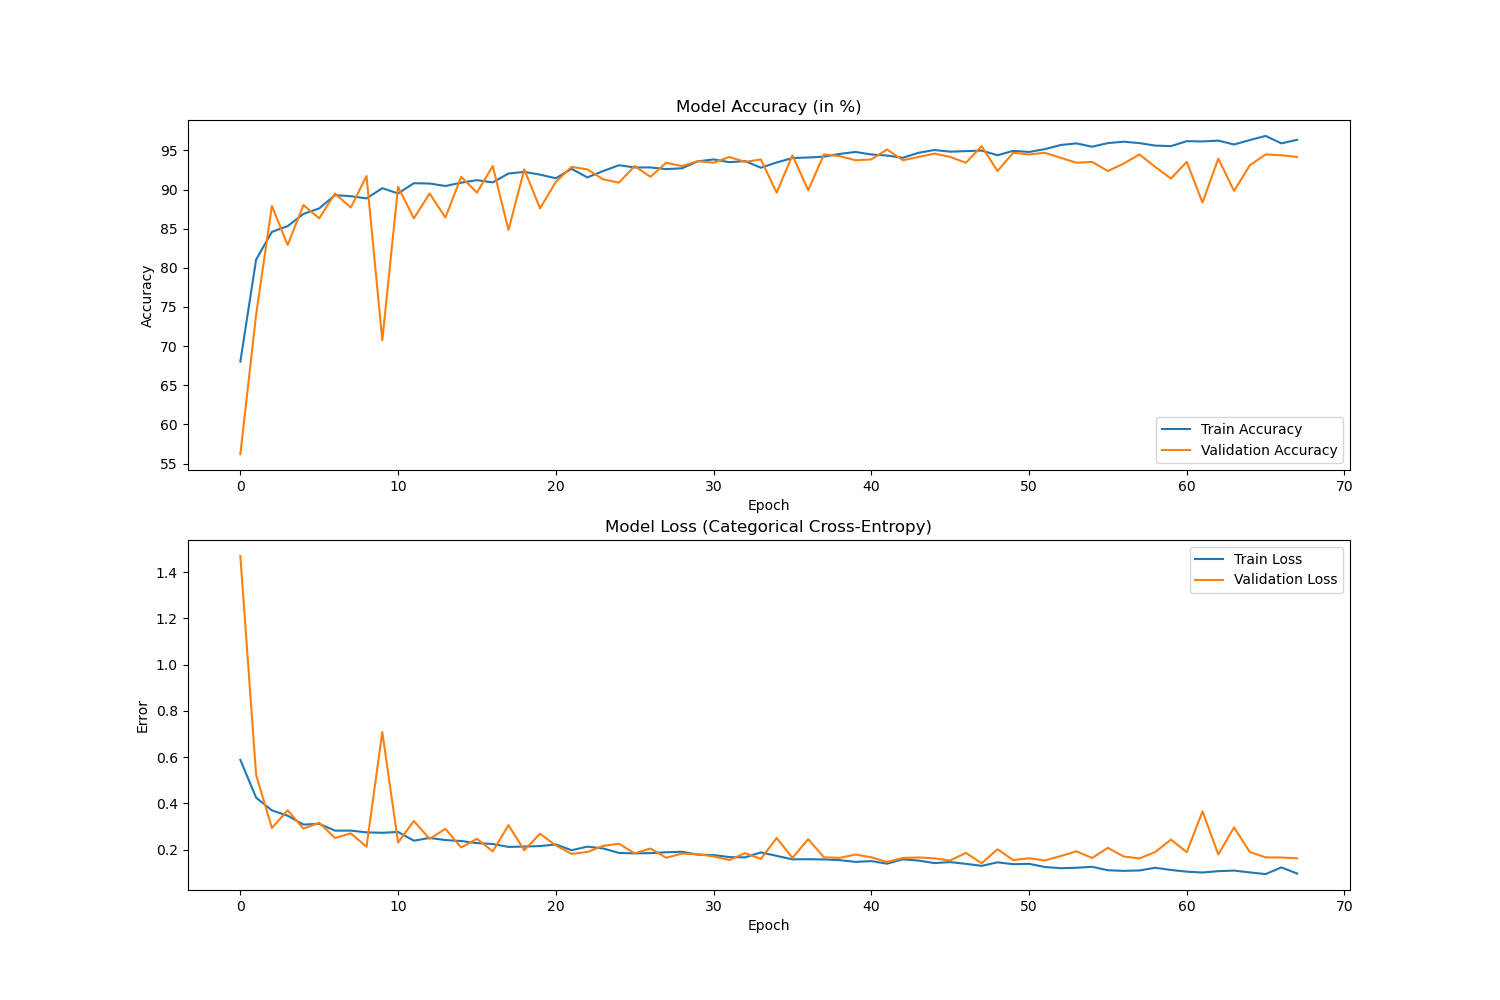 Model Accuracy (in %)
Accuracy
95
90
85
80
75
70
65
60
55
Train Accuracy
Validation Accuracy
0 10 20 30 40 50 60 70
Epoch
Model Loss (Categorical Cross-Entropy)
Error
1.4
1.2
1.0
0.8
0.6
0.4
0.2
Train Loss
Validation Loss
0 10 20 30 40 50 60 70
Epoch